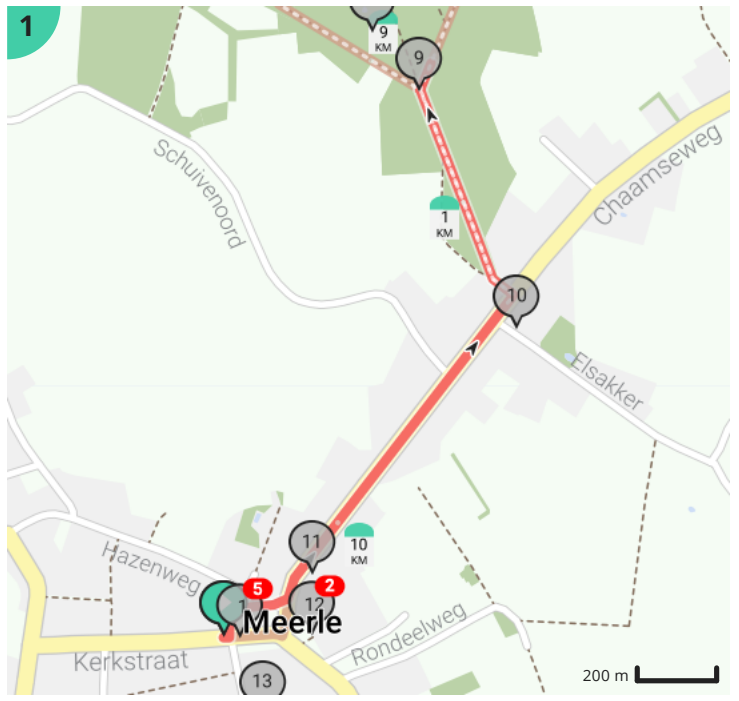 1
9
KM
9
Chaamseweg
Schuivenoord
1
KM
10
Elsakker
11
10
KM
Hazenweg
5
2
1
12
Meerle
Rondeelweg
Kerkstraat
13
200 m